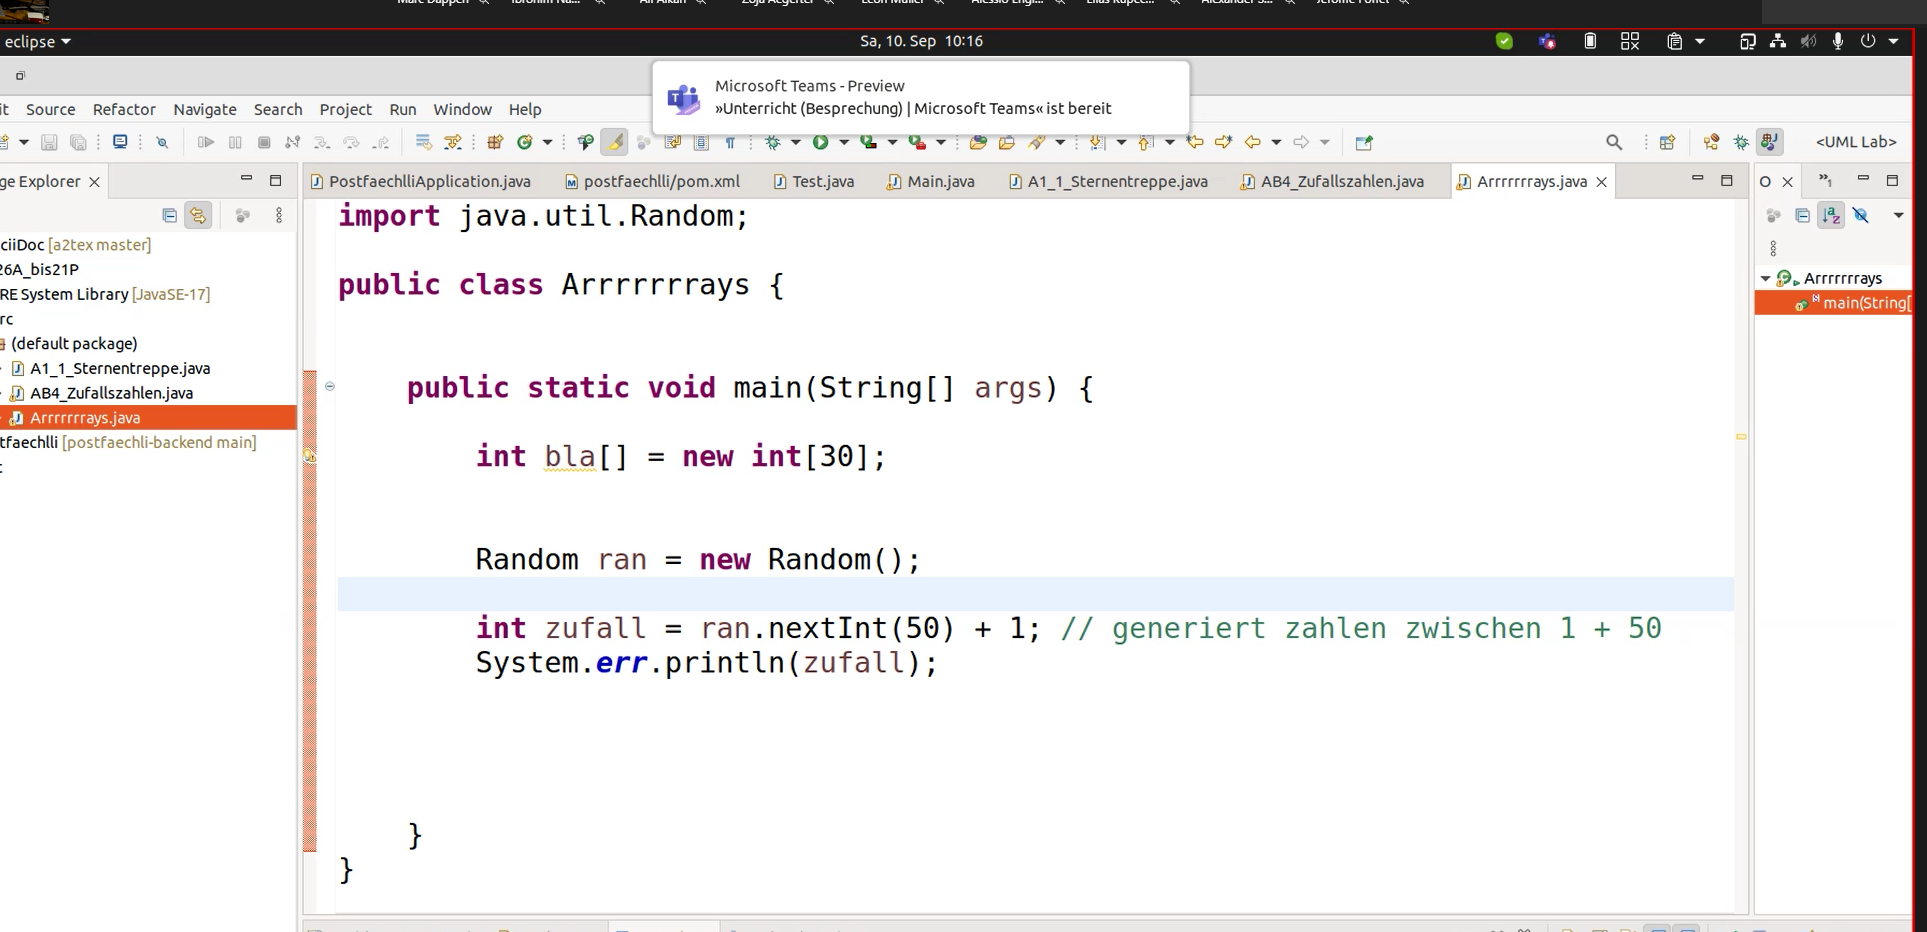 eclipse
Sa, 10. Sep 10:16
Microsoft Teams - Preview
»Unterricht (Besprechung) | Microsoft Teams« ist bereit
it Source Refactor Navigate Search Project Run Window Help
<UML Lab>
ge Explorer
PostfaechlliApplication.java
postfaechlli/pom.xml
Test.java
Main.java
A1_1_Sternentreppe.java
AB4_Zufallszahlen.java
Arrrrrrrays.java
ciiDoc [a2tex master]
26A_bis21P
RE System Library [JavaSE-17]
rc
(default package)
A1_1_Sternentreppe.java
AB4_Zufallszahlen.java
Arrrrrrrays.java
tfaechlli [postfaechli-backend main]
t
import java.util.Random;
public class Arrrrrrrays {
public static void main(String[] args) {
int bla[] = new int[30];
Random ran = new Random();
int zufall = ran.nextInt(50) + 1; // generiert zahlen zwischen 1 + 50
System.err.println(zufall);
}
}
O
Arrrrrrrays
main(String[